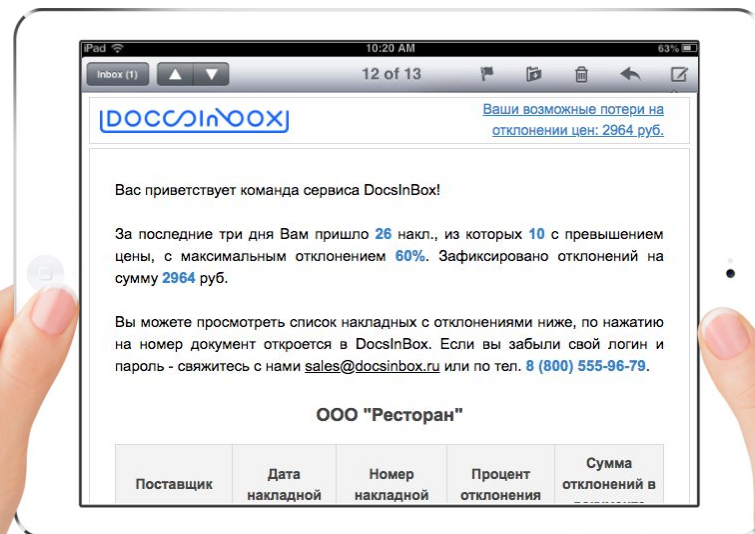 iPad 10:20 AM 63%
Inbox (1) 12 of 13
DOCSINBOX
Ваши возможные потери на
отклонении цен: 2964 руб.
Вас приветствует команда сервиса DocsInBox!
За последние три дня Вам пришло 26 накл., из которых 10 с превышением
цены, с максимальным отклонением 60%. Зафиксировано отклонений на
сумму 2964 руб.
Вы можете просмотреть список накладных с отклонениями ниже, по нажатию
на номер документ откроется в DocsInBox. Если вы забыли свой логин и
пароль - свяжитесь с нами sales@docsinbox.ru или по тел. 8 (800) 555-96-79.
ООО "Ресторан"
Поставщик
Дата
накладной
Номер
накладной
Процент
отклонения
Сумма
отклонений в